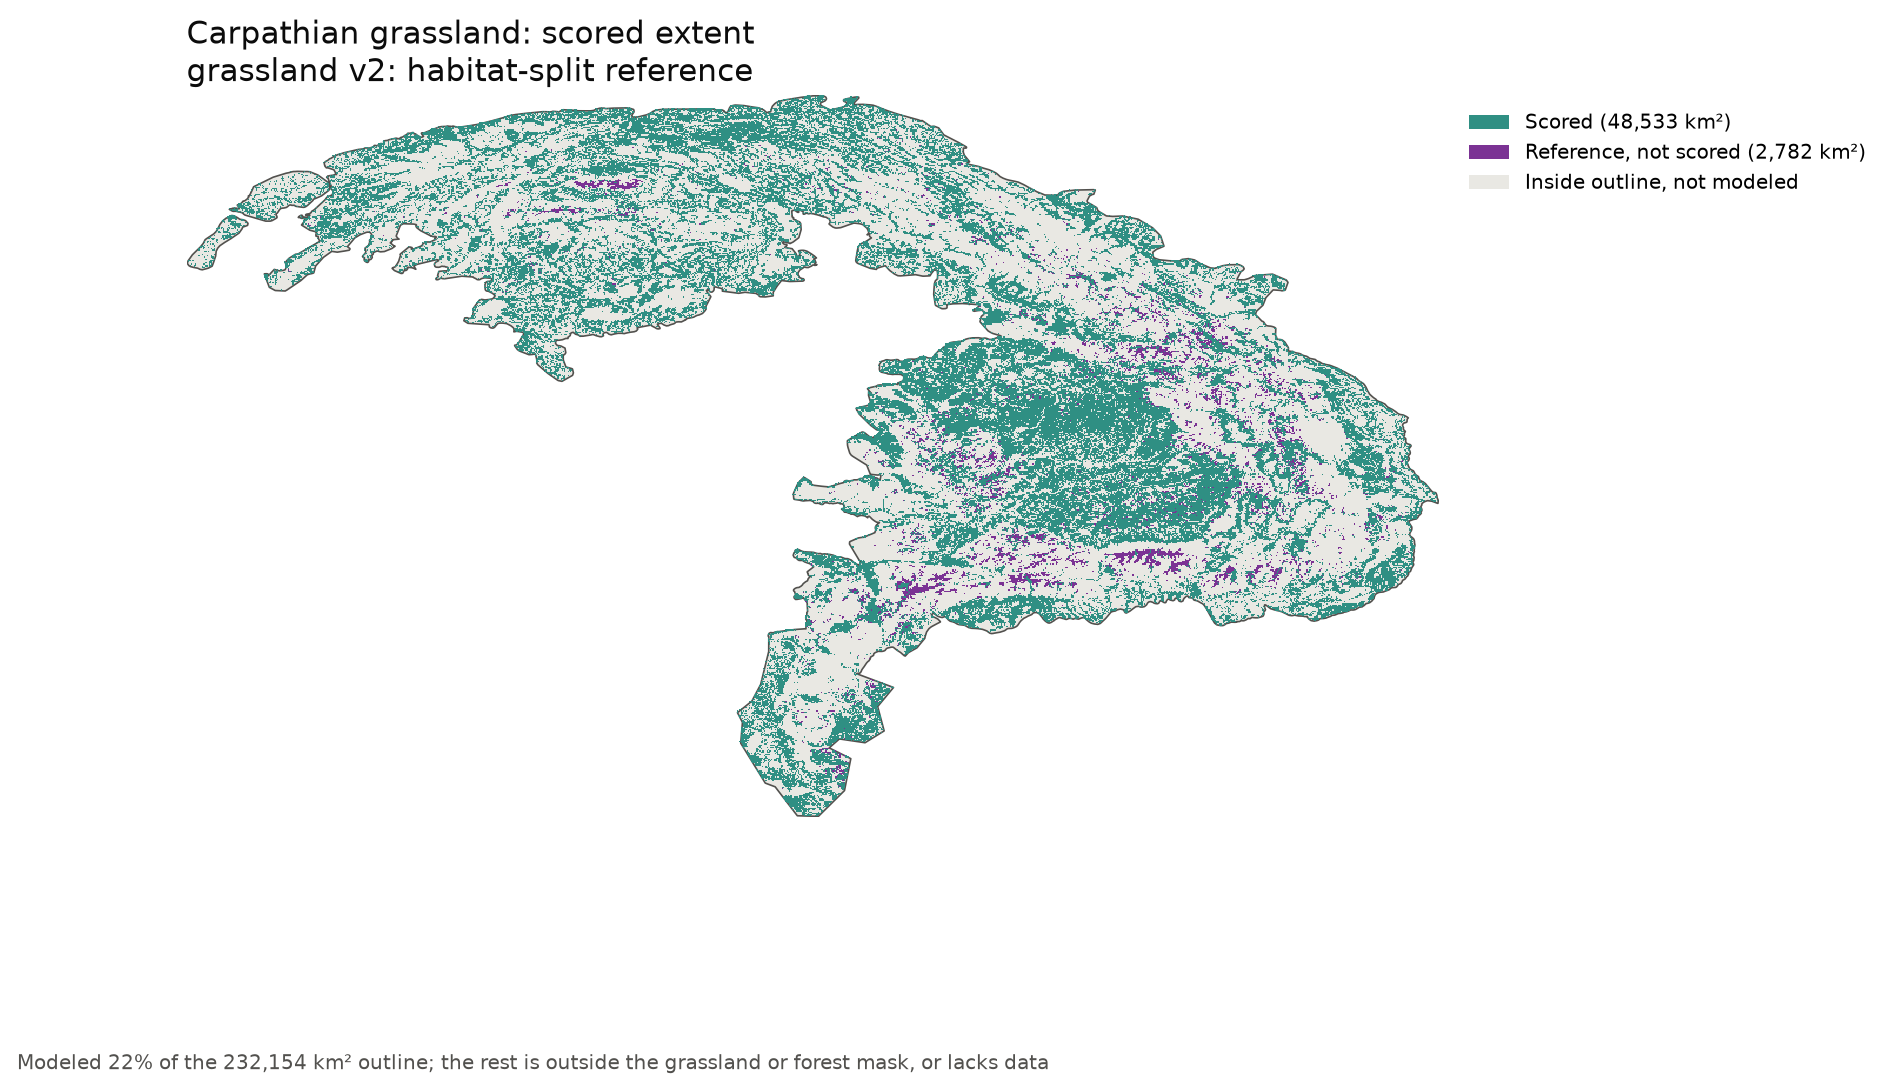 Carpathian grassland: scored extent
grassland v2: habitat-split reference
Scored (48,533 km²)
Reference, not scored (2,782 km²)
Inside outline, not modeled
Modeled 22% of the 232,154 km² outline; the rest is outside the grassland or forest mask, or lacks data